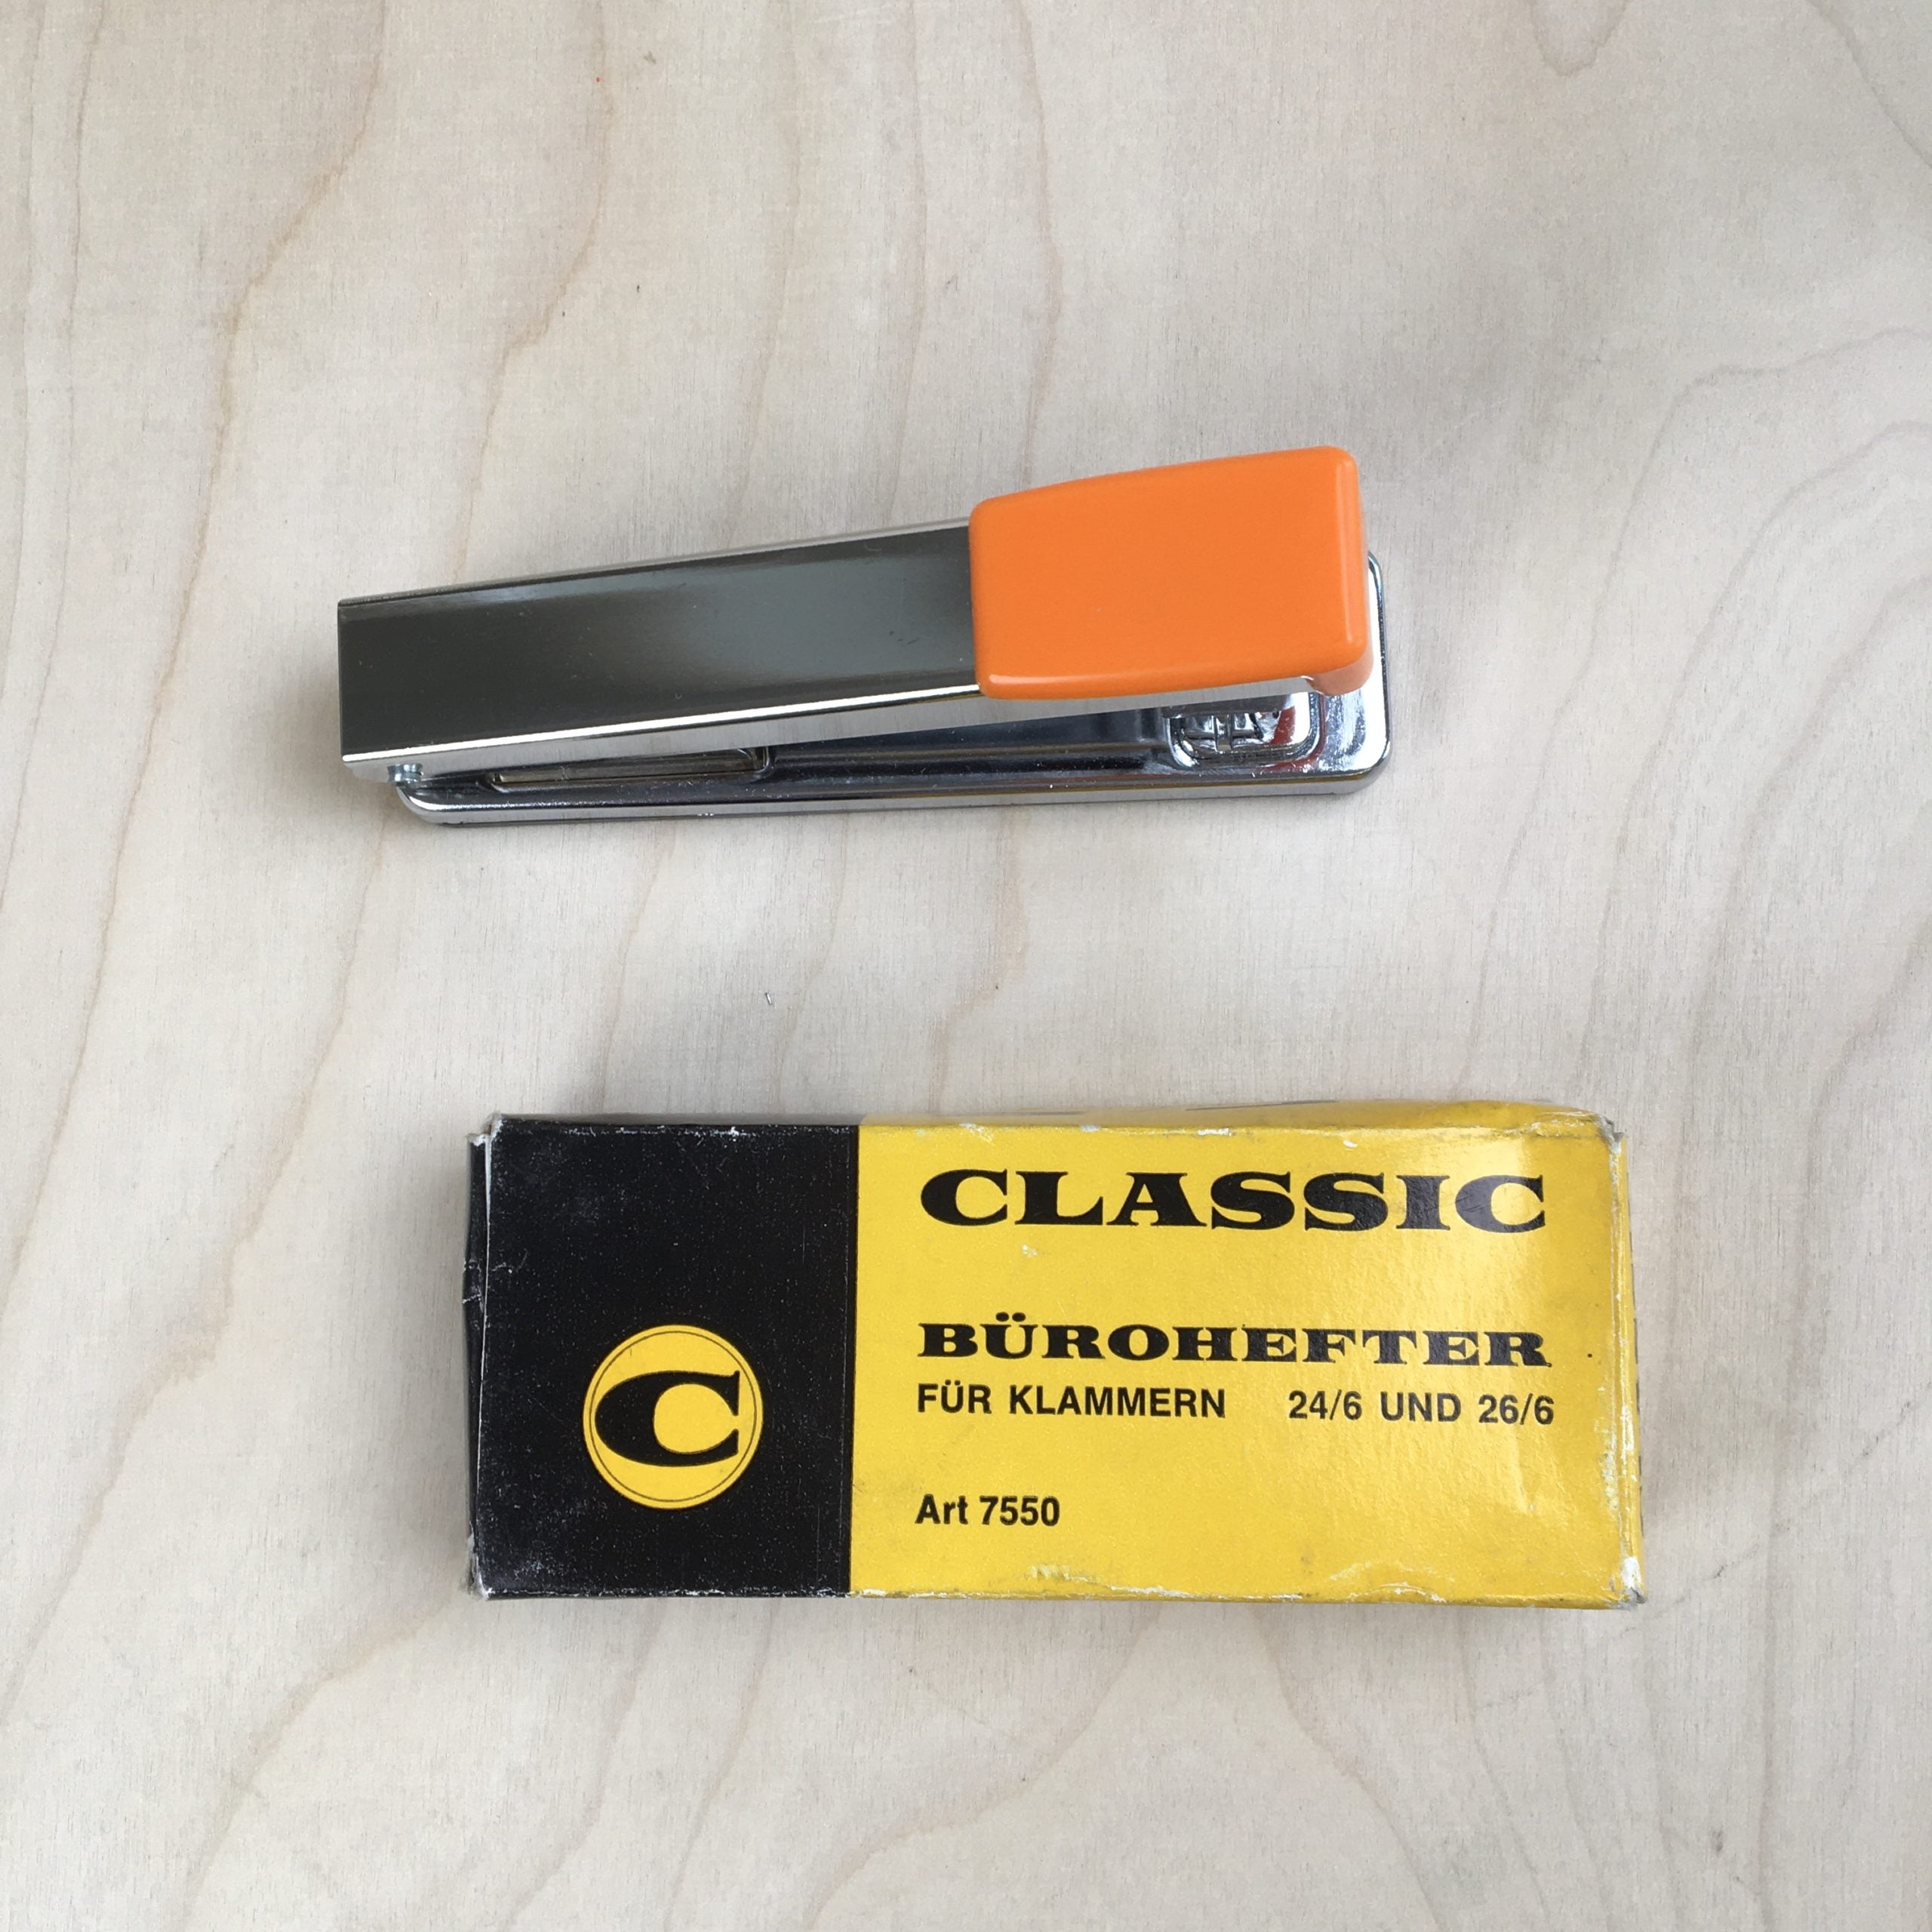 CLASSIC
BÜROHEFTER
FÜR KLAMMERN 24/6 UND 26/6
Art 7550
C